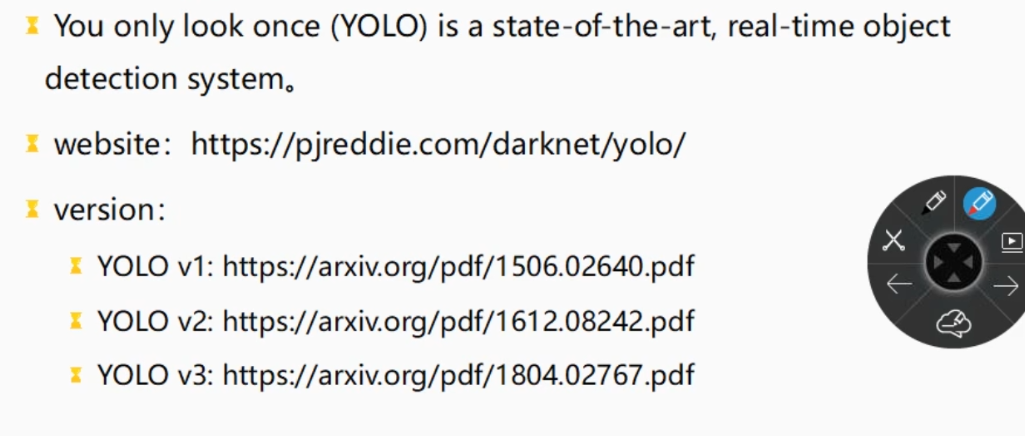 You only look once (YOLO) is a state-of-the-art, real-time object
detection system。
website：https://pjreddie.com/darknet/yolo/
version：
YOLO v1: https://arxiv.org/pdf/1506.02640.pdf
YOLO v2: https://arxiv.org/pdf/1612.08242.pdf
YOLO v3: https://arxiv.org/pdf/1804.02767.pdf